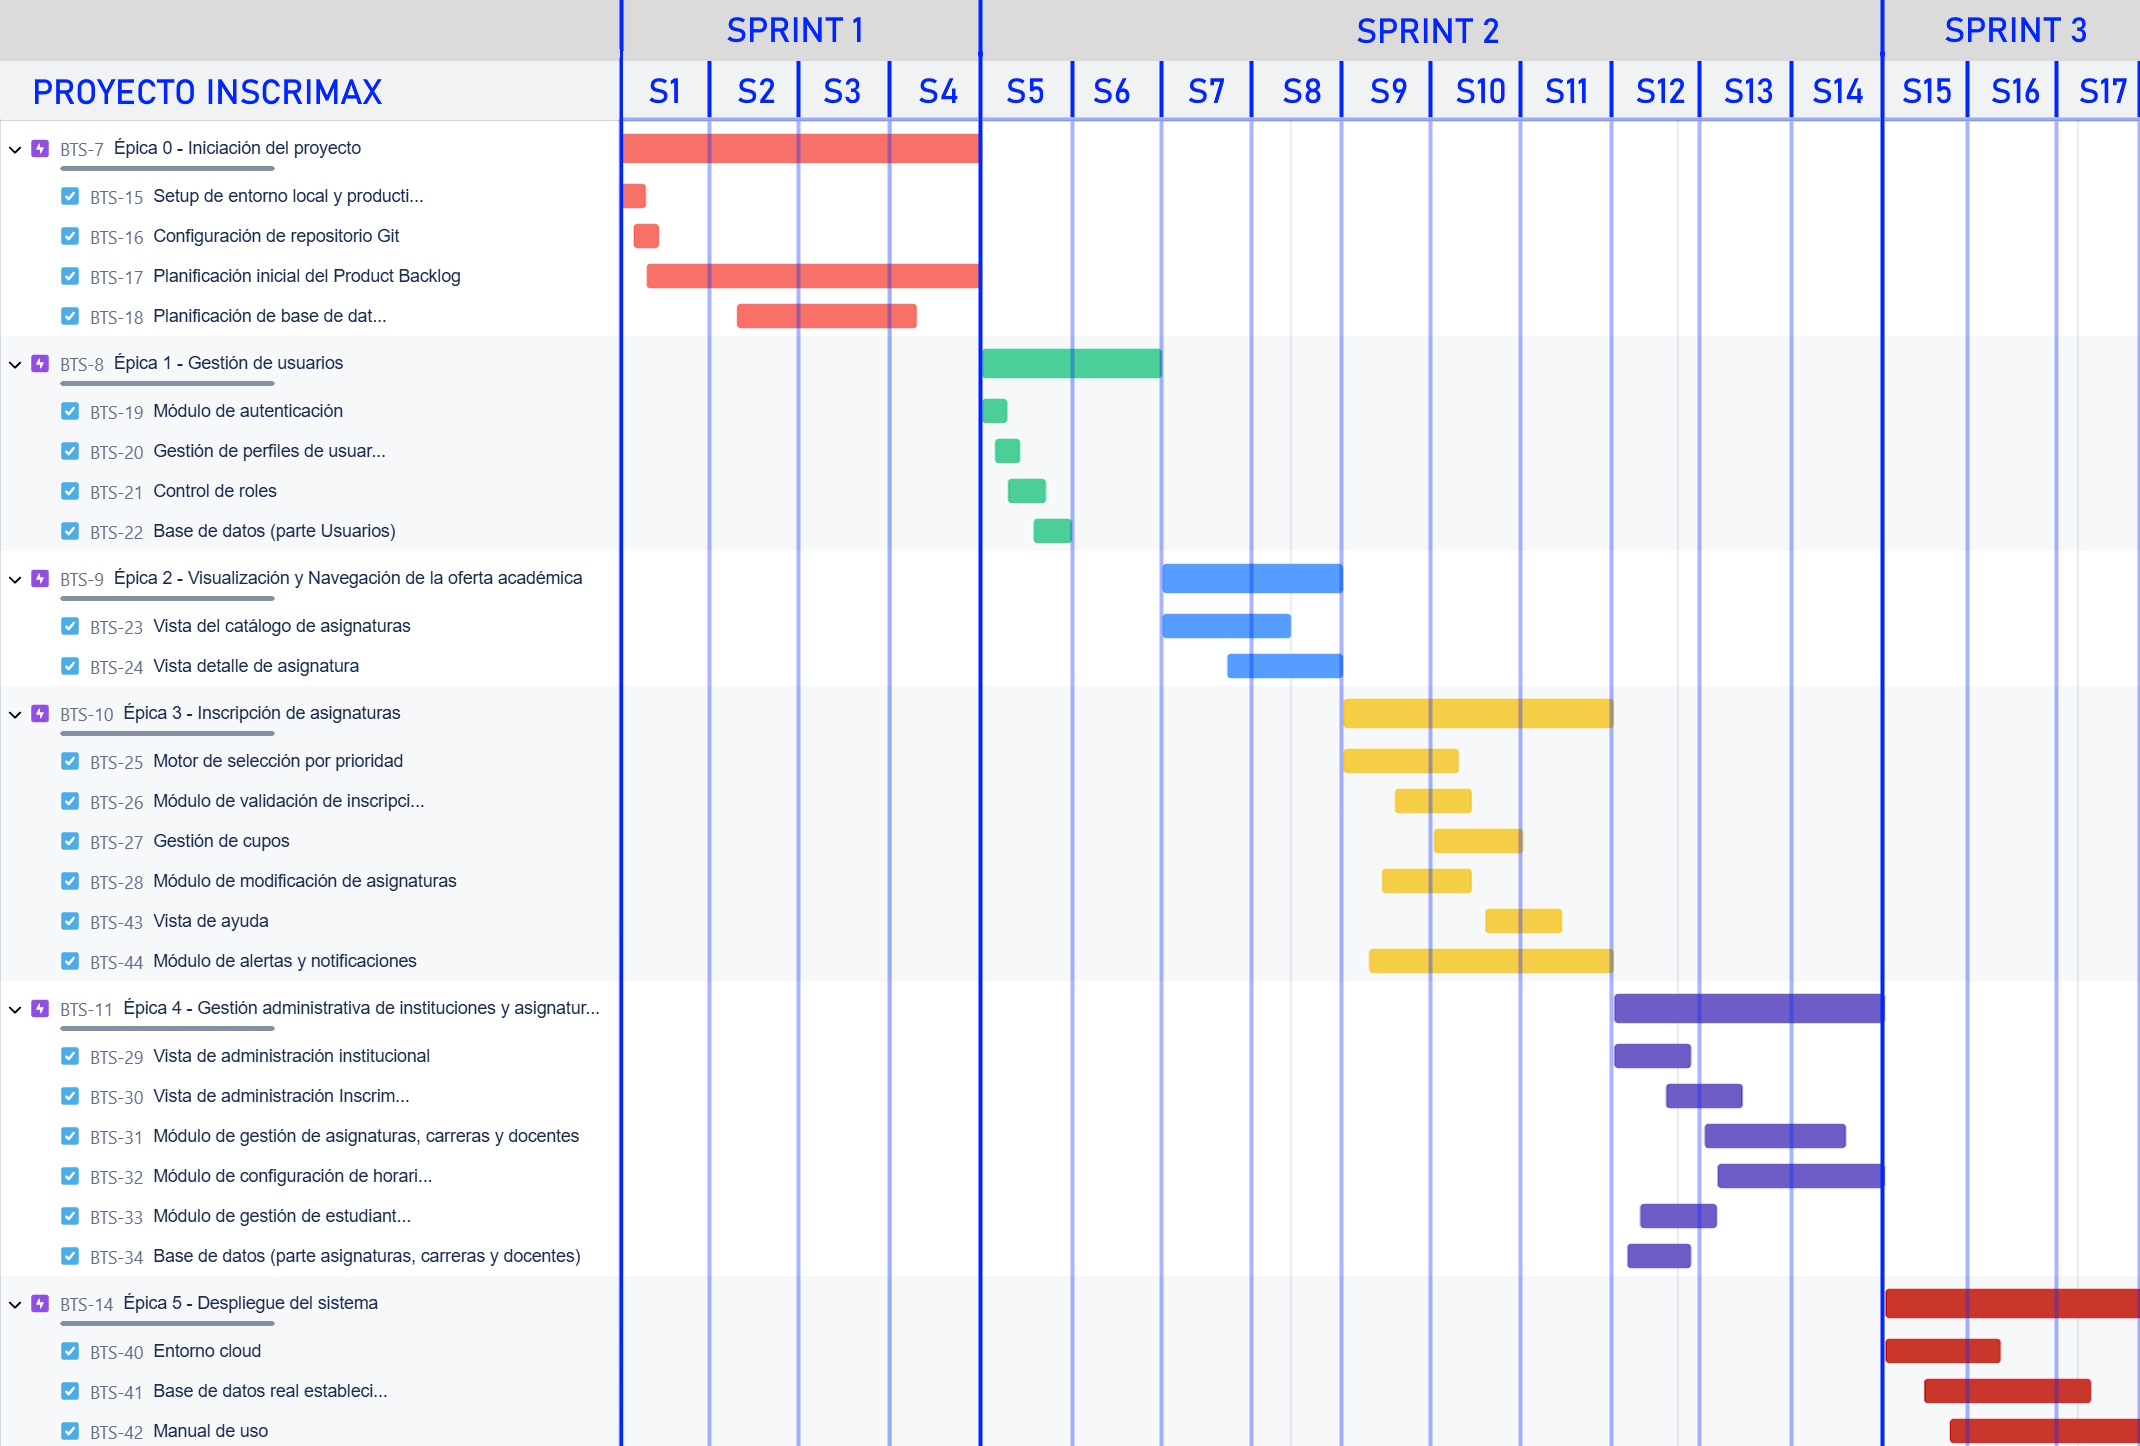 SPRINT 1 SPRINT 2 SPRINT 3
PROYECTO INSCRIMAX S1 S2 S3 S4 S5 S6 S7 S8 S9 S10 S11 S12 S13 S14 S15 S16 S17
BTS-7 Épica 0 - Iniciación del proyecto
BTS-15 Setup de entorno local y producti...
BTS-16 Configuración de repositorio Git
BTS-17 Planificación inicial del Product Backlog
BTS-18 Planificación de base de dat...
BTS-8 Épica 1 - Gestión de usuarios
BTS-19 Módulo de autenticación
BTS-20 Gestión de perfiles de usuar...
BTS-21 Control de roles
BTS-22 Base de datos (parte Usuarios)
BTS-9 Épica 2 - Visualización y Navegación de la oferta académica
BTS-23 Vista del catálogo de asignaturas
BTS-24 Vista detalle de asignatura
BTS-10 Épica 3 - Inscripción de asignaturas
BTS-25 Motor de selección por prioridad
BTS-26 Módulo de validación de inscripci...
BTS-27 Gestión de cupos
BTS-28 Módulo de modificación de asignaturas
BTS-43 Vista de ayuda
BTS-44 Módulo de alertas y notificaciones
BTS-11 Épica 4 - Gestión administrativa de instituciones y asignatur...
BTS-29 Vista de administración institucional
BTS-30 Vista de administración Inscrim...
BTS-31 Módulo de gestión de asignaturas, carreras y docentes
BTS-32 Módulo de configuración de horari...
BTS-33 Módulo de gestión de estudiant...
BTS-34 Base de datos (parte asignaturas, carreras y docentes)
BTS-14 Épica 5 - Despliegue del sistema
BTS-40 Entorno cloud
BTS-41 Base de datos real estableci...
BTS-42 Manual de uso